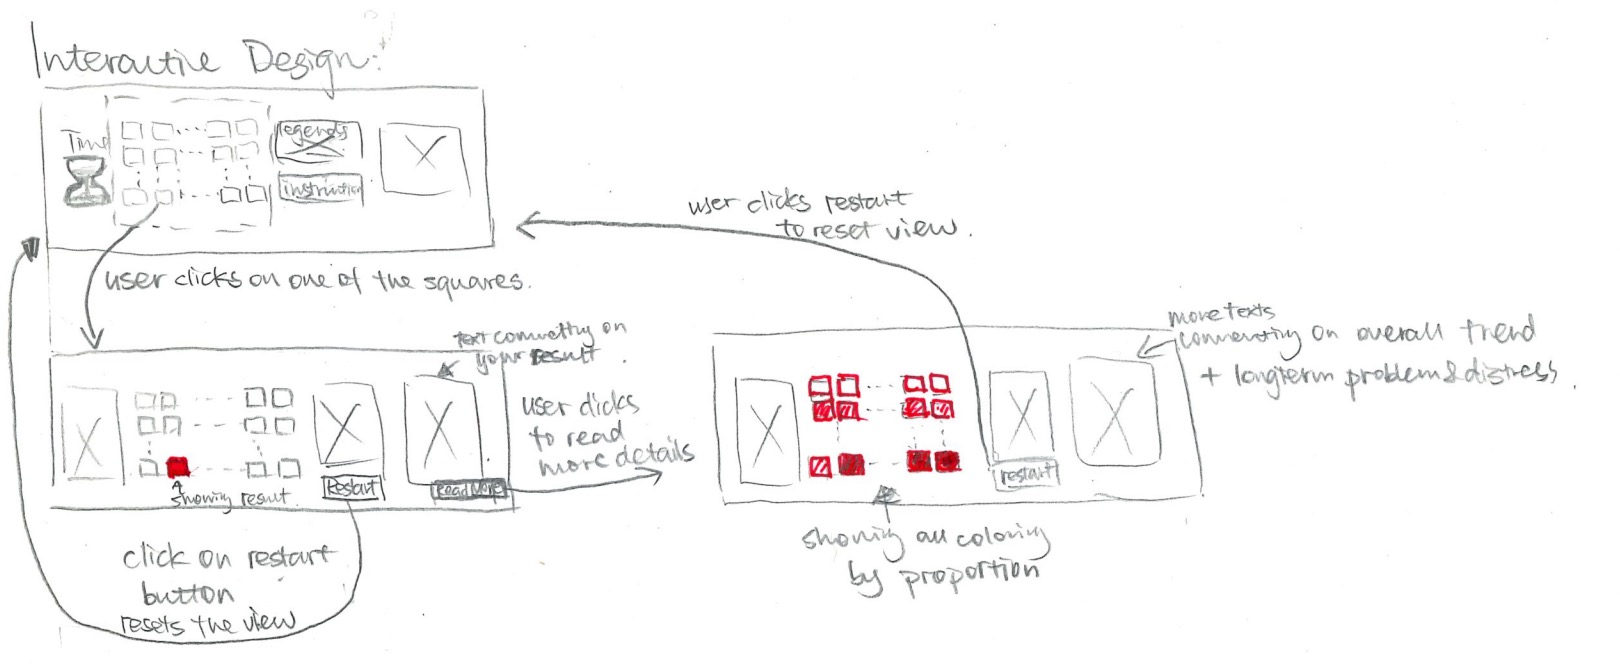 Interactive Design:
Time
legends
instruction
user clicks on one of the squares.
user clicks restart
to reset view.
text commetting on
your result.
showing result.
Restart
Read More
click on restart
button
resets the view
user clicks
to read
more details
more texts
commenting on overall trend
+ longterm problem & distress.
restart
showing all coloring
by proportion